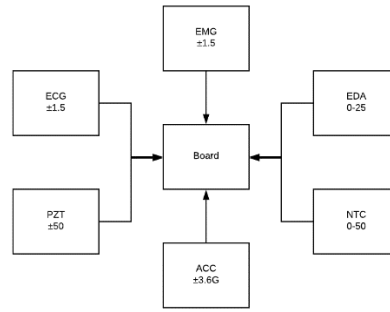 EMG
±1.5
ECG
±1.5
EDA
0-25
Board
PZT
±50
NTC
0-50
ACC
±3.6G